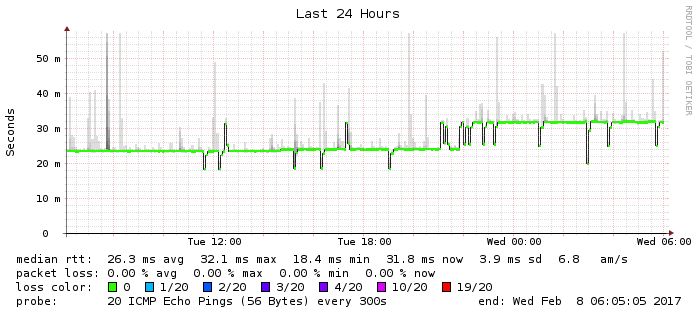 Last 24 Hours
RRDTOOL / TOBI OETIKER
Seconds
50 m
40 m
30 m
20 m
10 m
0
Tue 12:00 Tue 18:00 Wed 00:00 Wed 06:00
median rtt: 26.3 ms avg 32.1 ms max 18.4 ms min 31.8 ms now 3.9 ms sd 6.8 am/s
packet loss: 0.00 % avg 0.00 % max 0.00 % min 0.00 % now
loss color: 0 1/20 2/20 3/20 4/20 10/20 19/20
probe: 20 ICMP Echo Pings (56 Bytes) every 300s end: Wed Feb 8 06:05:05 2017